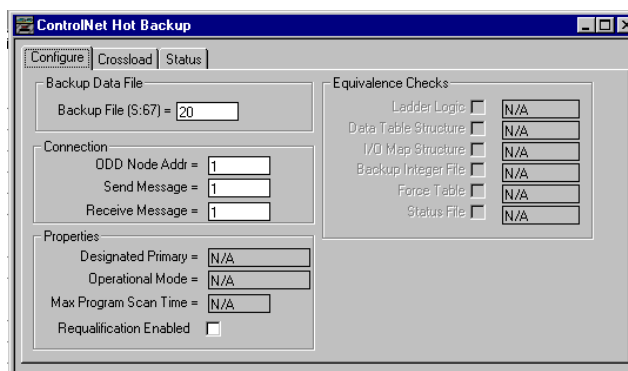 ControlNet Hot Backup
Configure Crossload Status
Backup Data File
Backup File (S:67) = 20
Connection
ODD Node Addr = 1
Send Message = 1
Receive Message = 1
Properties
Designated Primary = N/A
Operational Mode = N/A
Max Program Scan Time = N/A
Requalification Enabled
Equivalence Checks
Ladder Logic N/A
Data Table Structure N/A
I/O Map Structure N/A
Backup Integer File N/A
Force Table N/A
Status File N/A